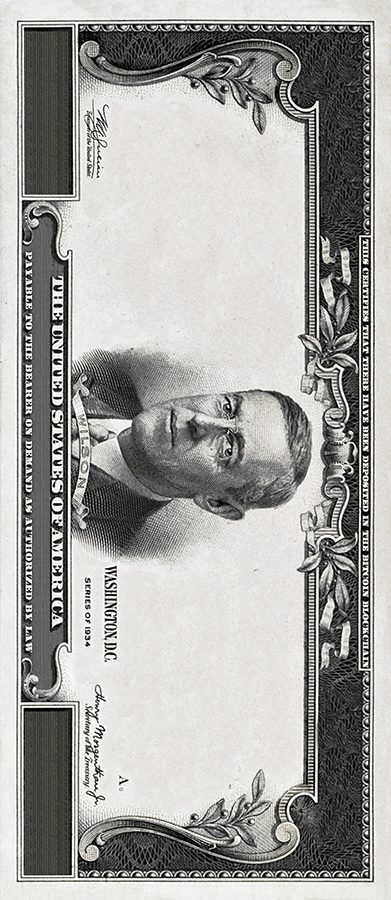 THIS CERTIFIES THAT THERE HAVE BEEN DEPOSITED IN THE BITCOIN BLOCKCHAIN
WILSON
WASHINGTON, D.C.
SERIES OF 1934
Treasurer of the United States.
A.
Henry Morgenthau Jr.
Secretary of the Treasury.
THE UNITED STATES OF AMERICA
PAYABLE TO THE BEARER ON DEMAND AS AUTHORIZED BY LAW